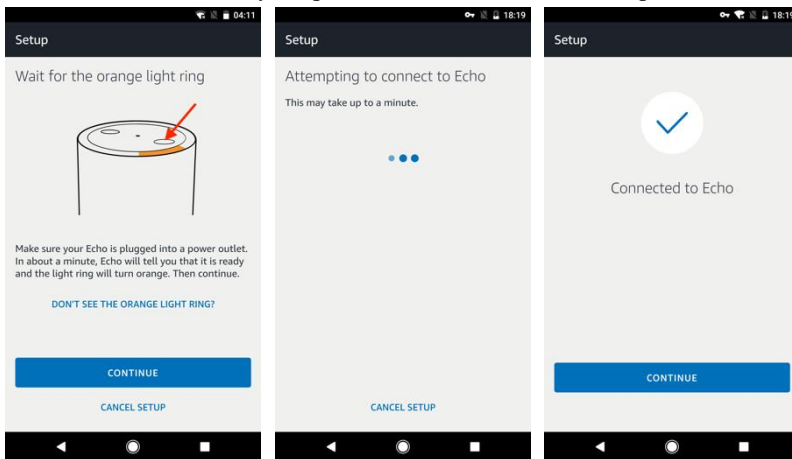 04:11
Setup
Wait for the orange light ring
Make sure your Echo is plugged into a power outlet.
In about a minute, Echo will tell you that it is ready
and the light ring will turn orange. Then continue.
DON'T SEE THE ORANGE LIGHT RING?
CONTINUE
CANCEL SETUP
18:19
Setup
Attempting to connect to Echo
This may take up to a minute.
CANCEL SETUP
18:19
Setup
Connected to Echo
CONTINUE